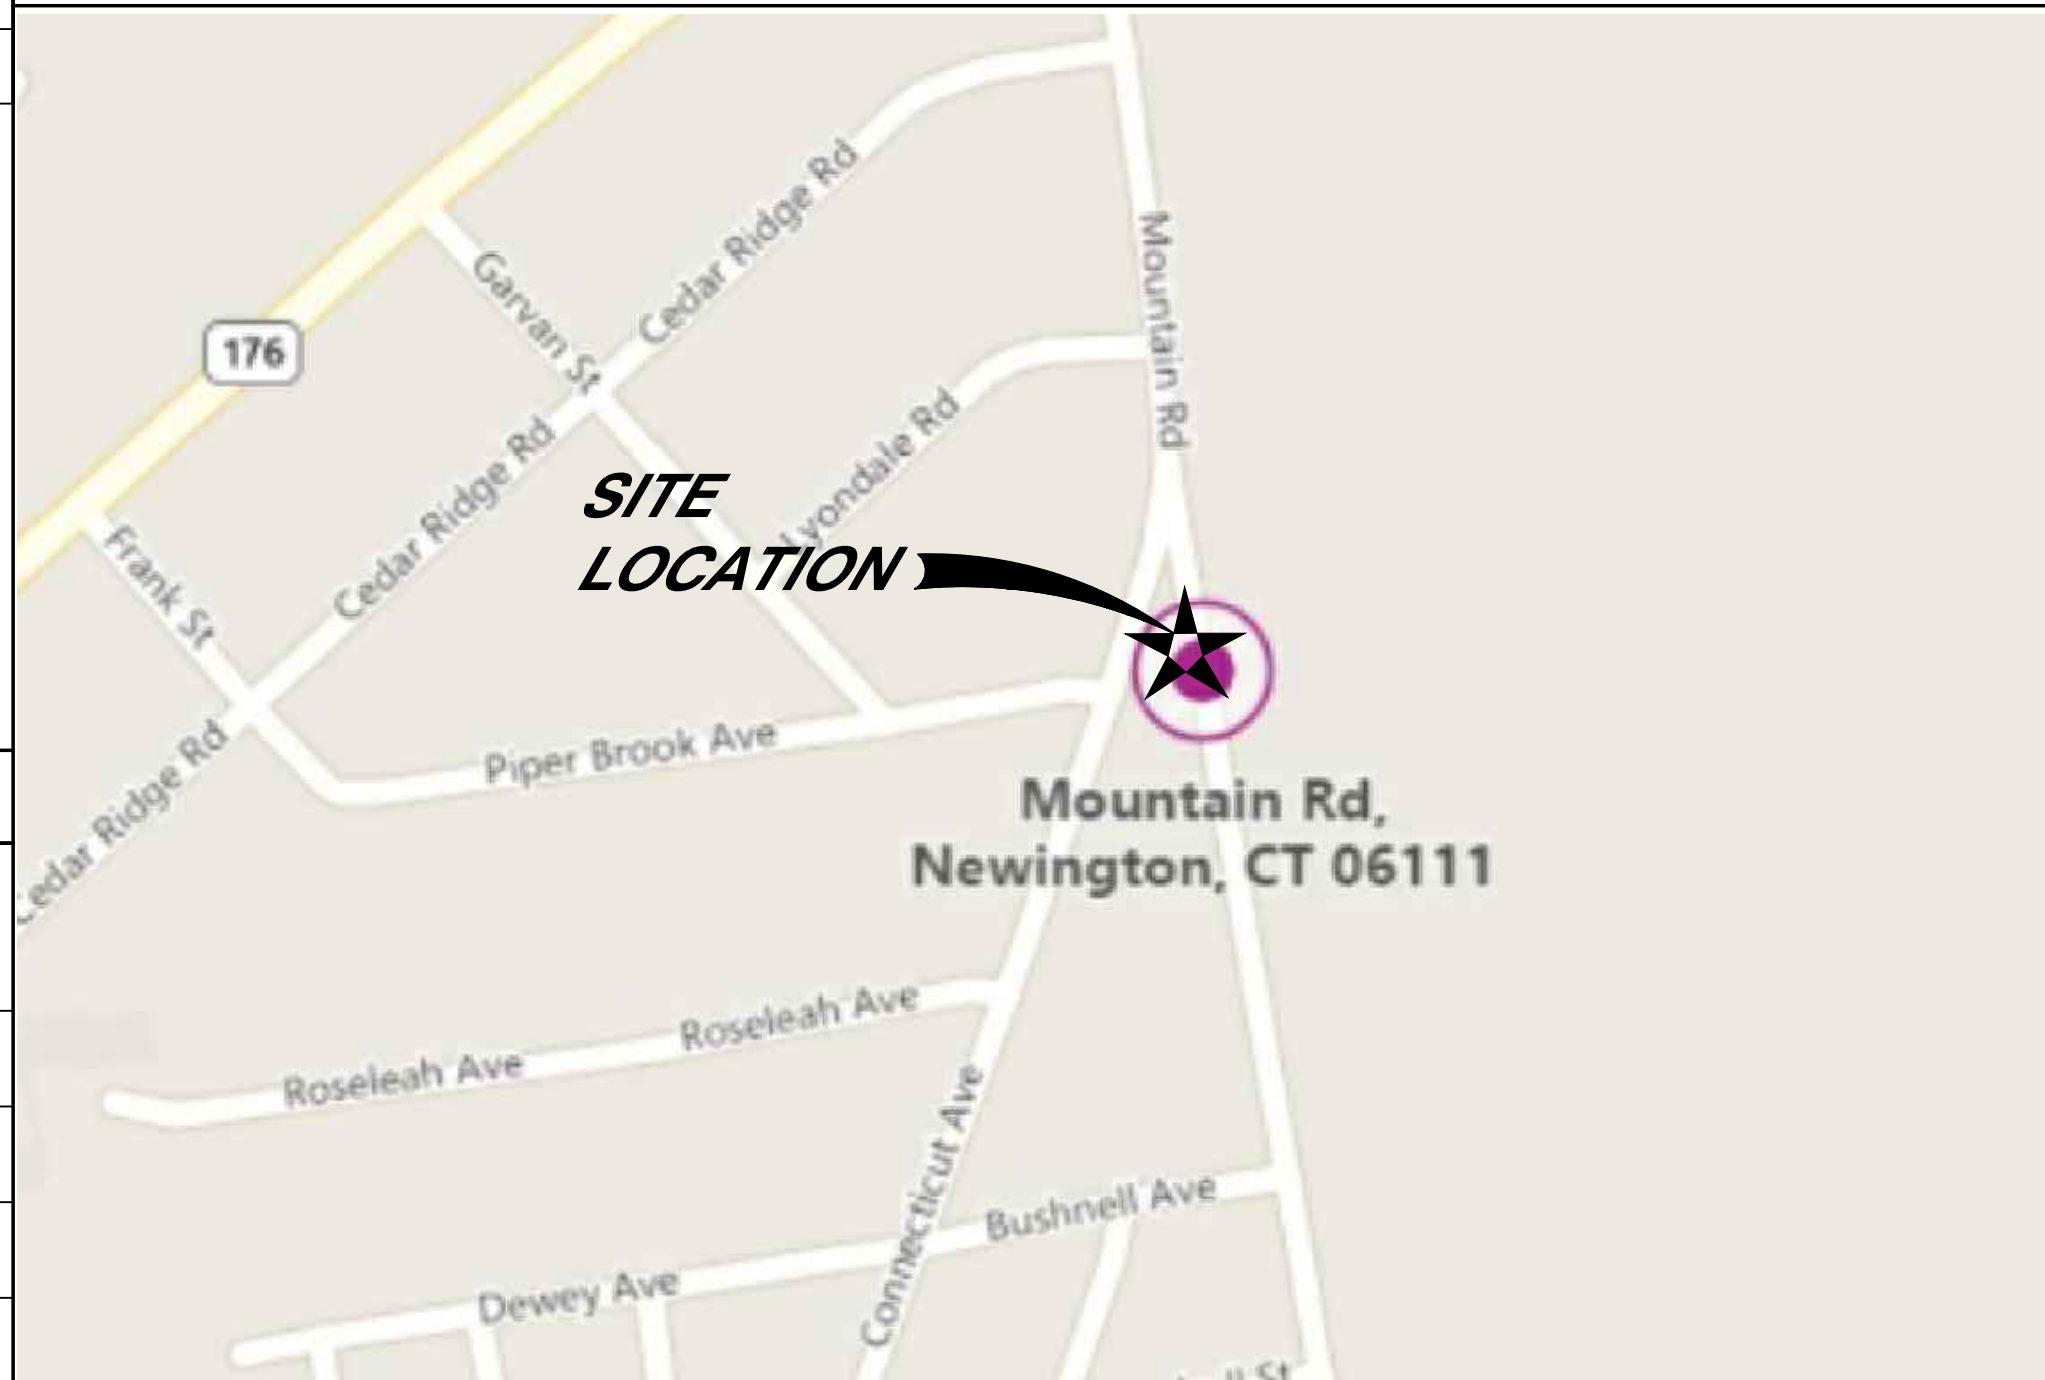 Cedar Ridge Rd
Mountain Rd
Garvan St
176
Cedar Ridge Rd
Lyondale Rd
SITE
LOCATION
Frank St
Piper Brook Ave
Cedar Ridge Rd
Mountain Rd,
Newington, CT 06111
Roseleah Ave
Roseleah Ave
Connecticut Ave
Bushnell Ave
Dewey Ave
St